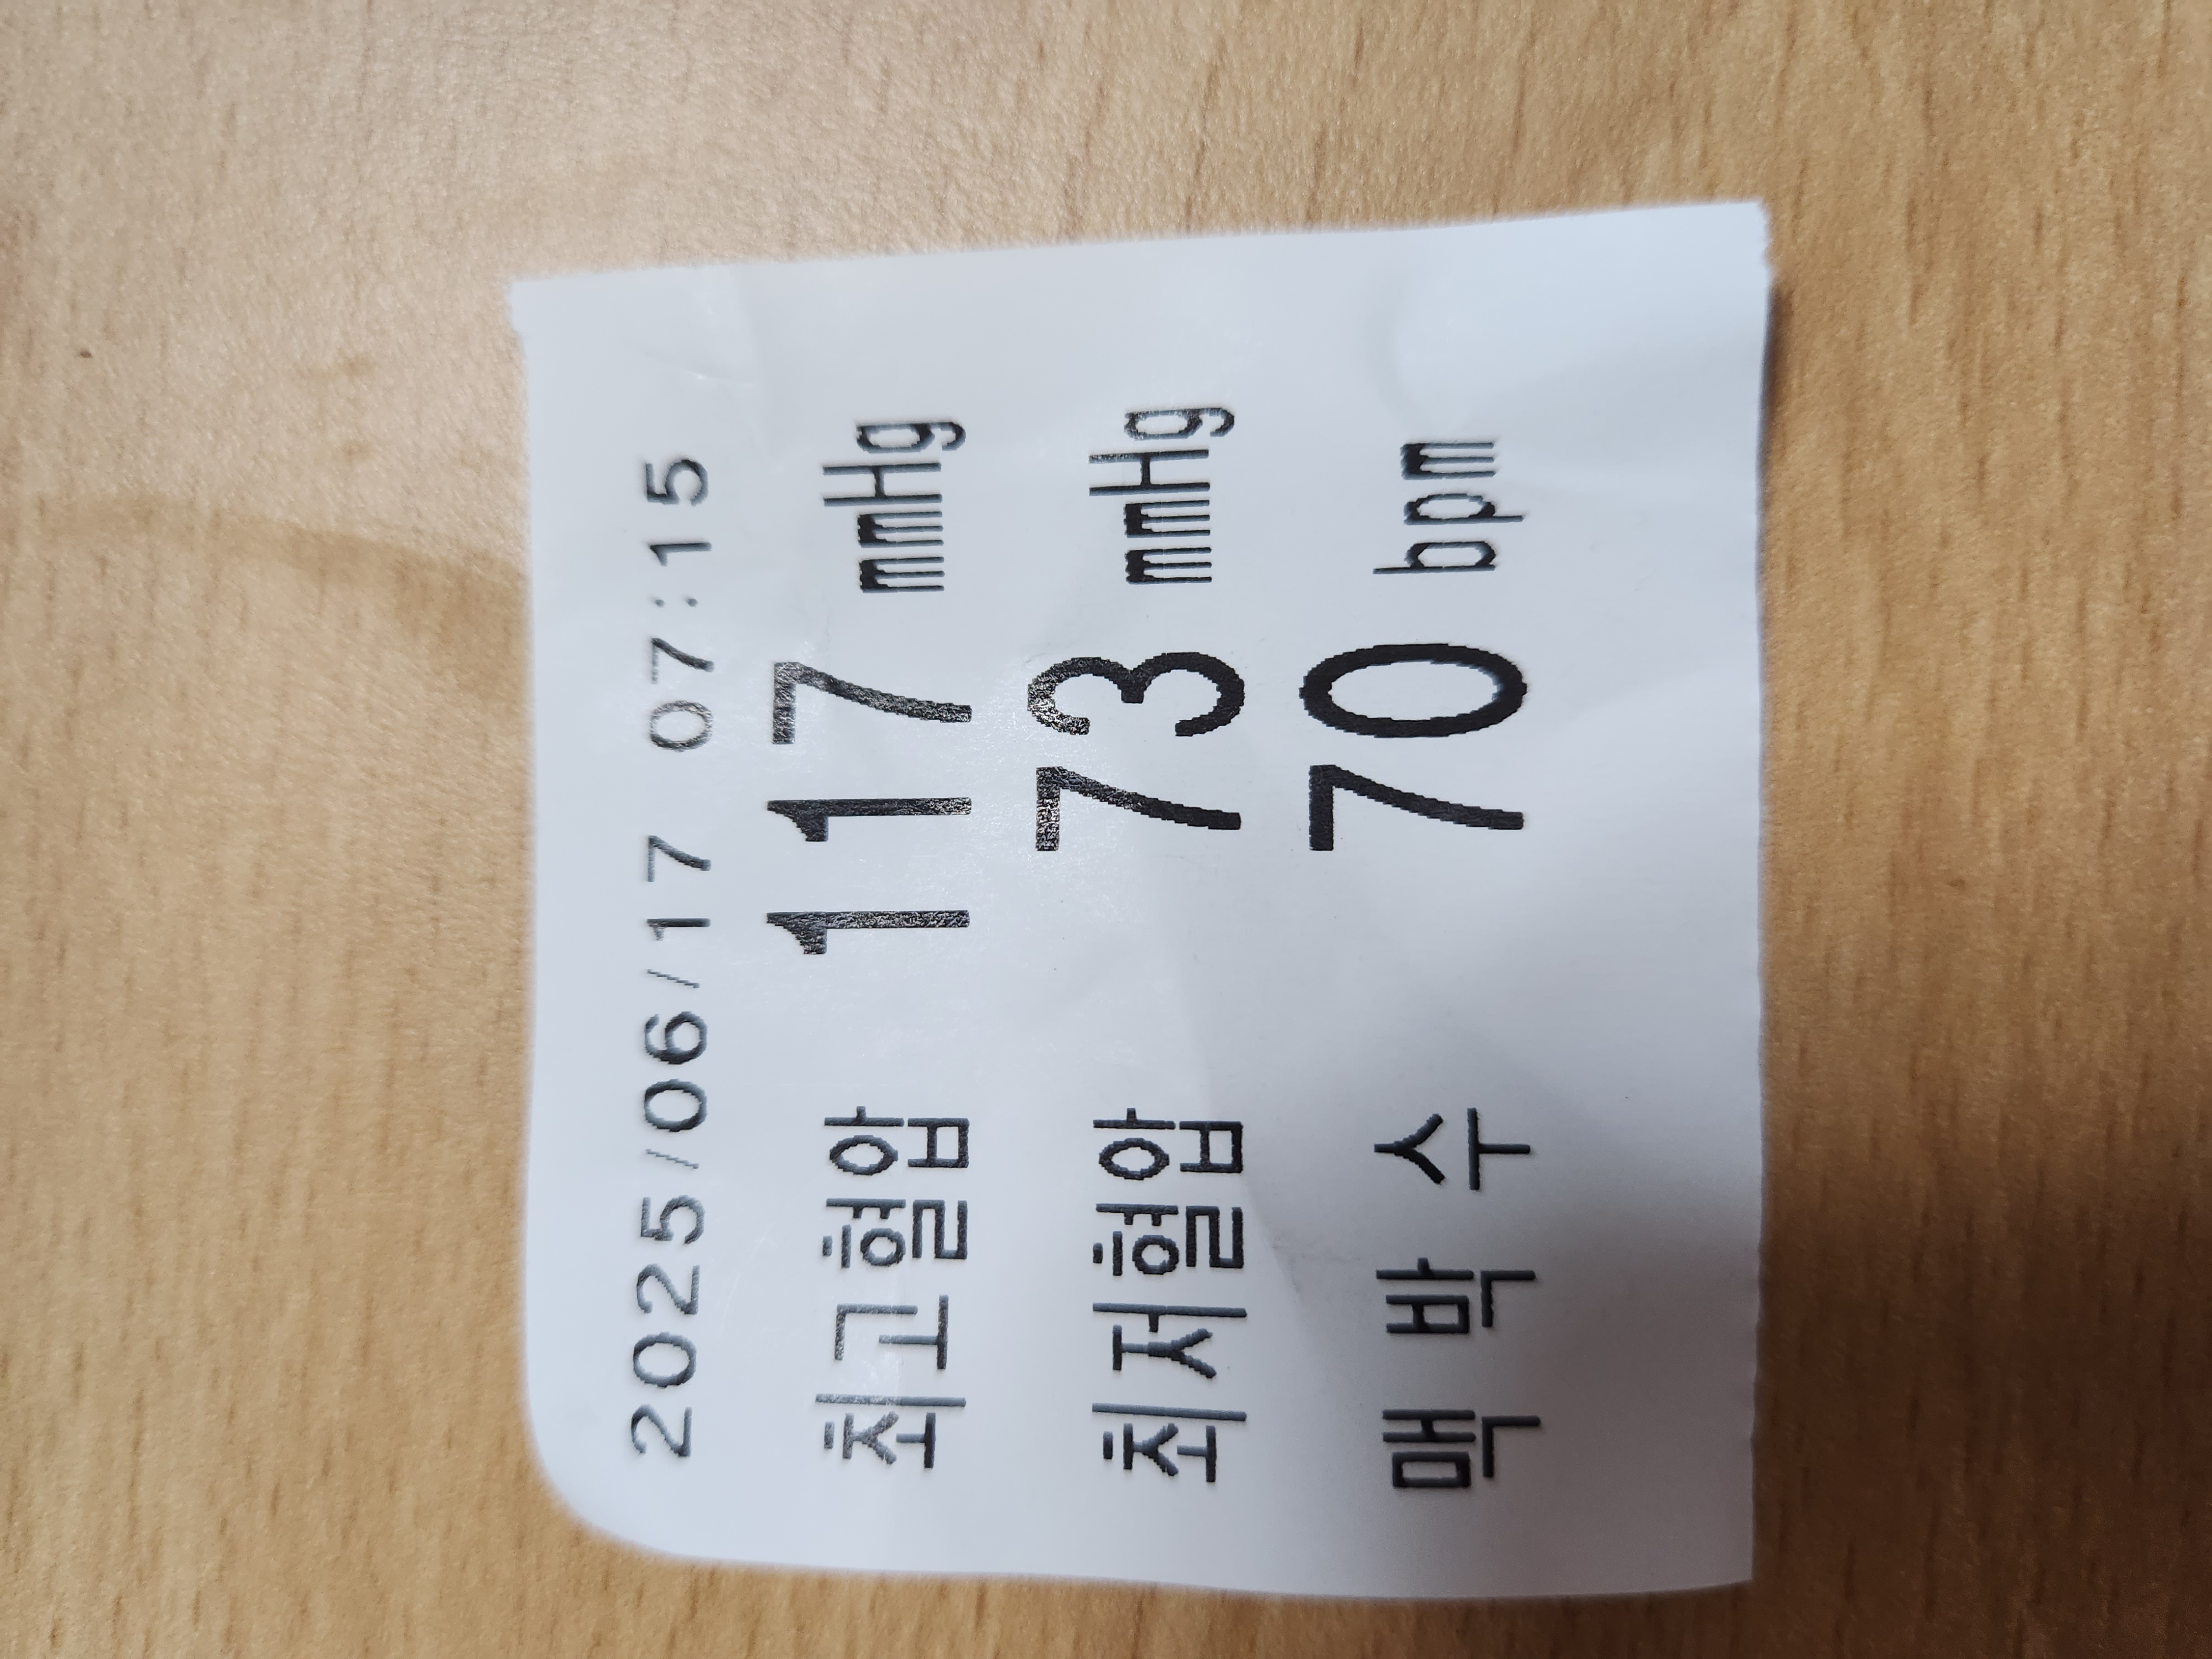 2025/06/17 07:15
최고혈압 117 mmHg
최저혈압 73 mmHg
맥 박 수 70 bpm